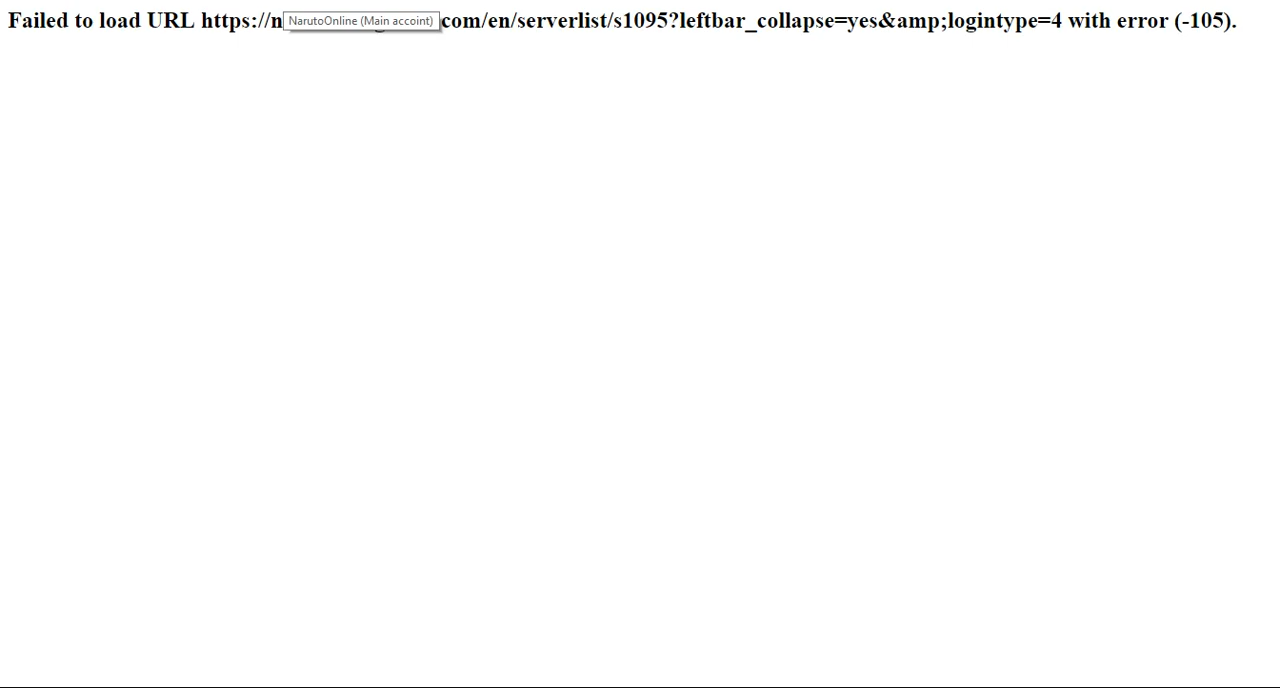 Failed to load URL https://n NarutoOnline (Main accoint) com/en/serverlist/s1095?leftbar_collapse=yes&amp;logintype=4 with error (-105).